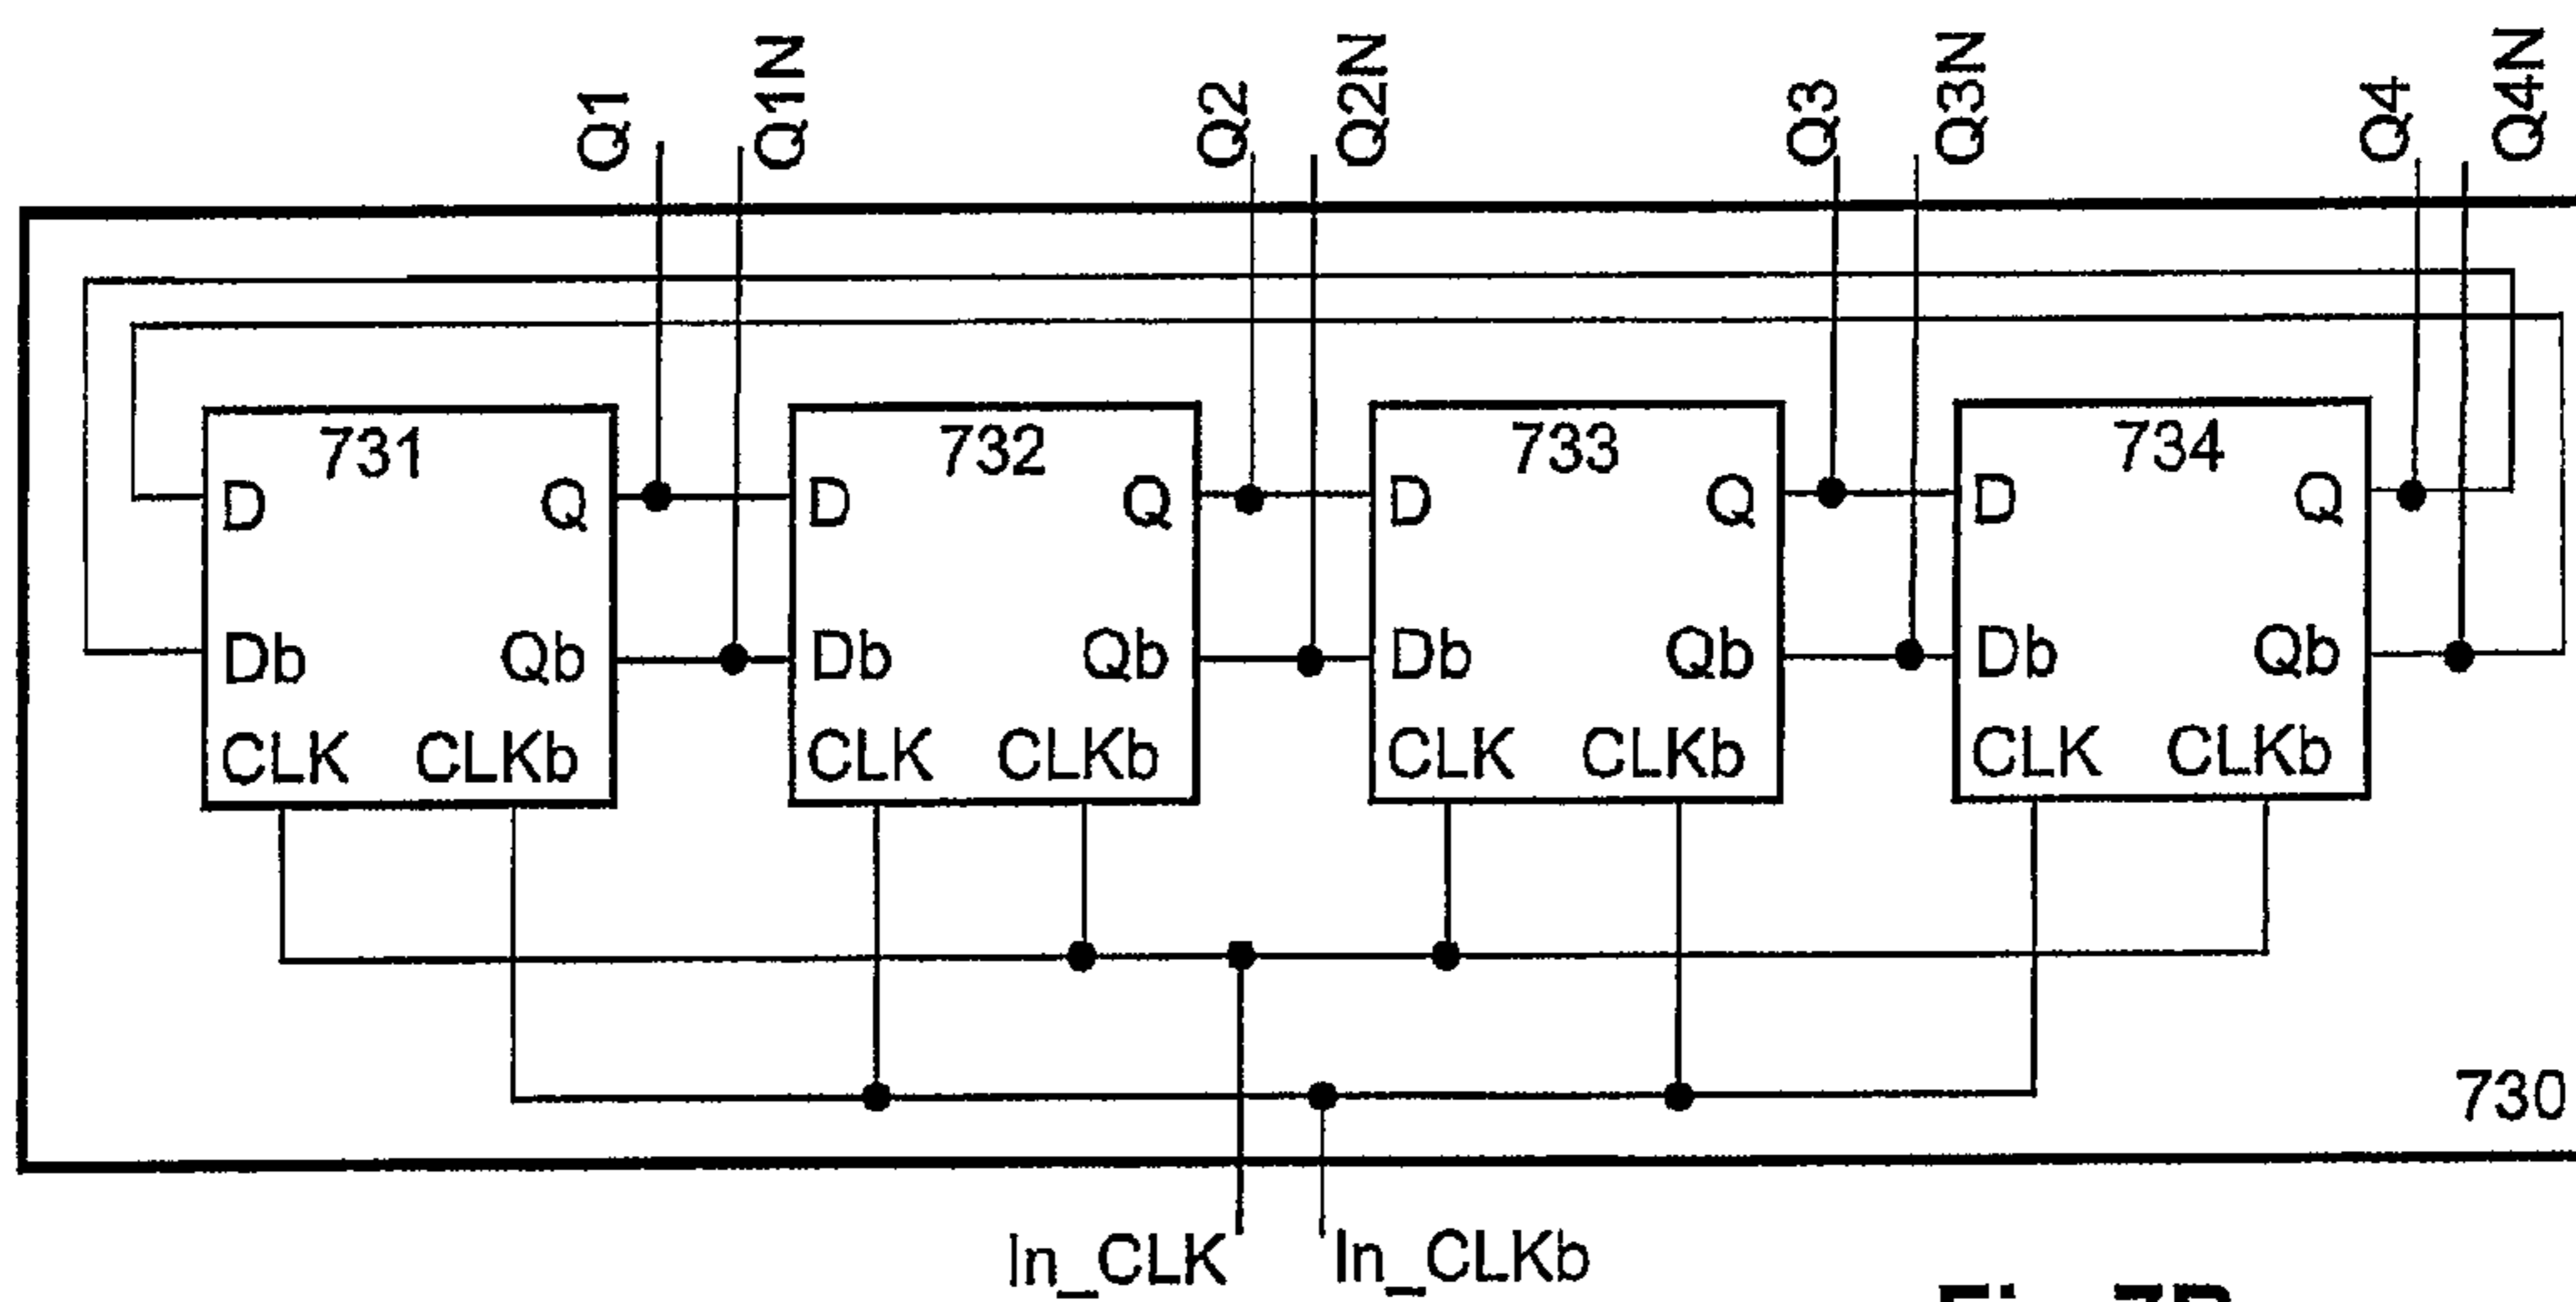 Q1
Q1N
Q2
Q2N
Q3
Q3N
Q4
Q4N
731
732
733
734
D Q D Q D Q D Q
Db Qb Db Qb Db Qb Db Qb
CLK CLKb CLK CLKb CLK CLKb CLK CLKb
730
In_CLK
In_CLKb